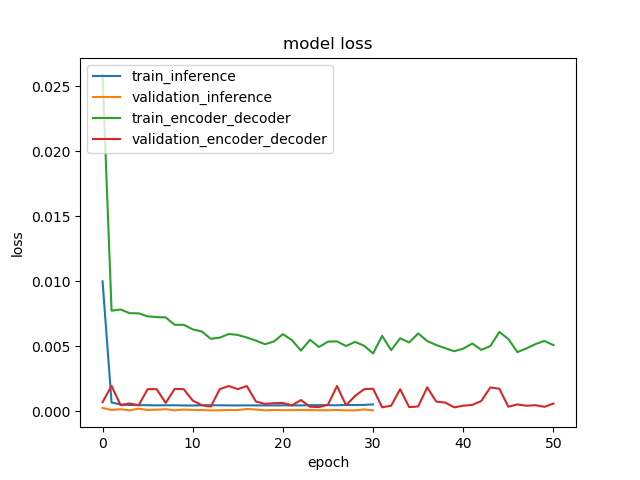 model loss
train_inference
validation_inference
train_encoder_decoder
validation_encoder_decoder
0.025
0.020
0.015
0.010
0.005
0.000
loss
0 10 20 30 40 50
epoch